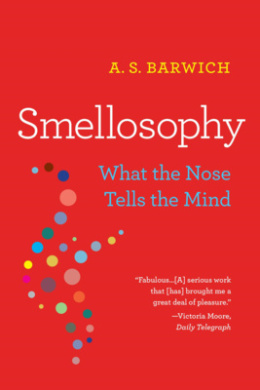 A. S. BARWICH
Smellosophy
What the Nose
Tells the Mind
“Fabulous…[A] serious work
that [has] brought me a
great deal of pleasure.”
—Victoria Moore,
Daily Telegraph